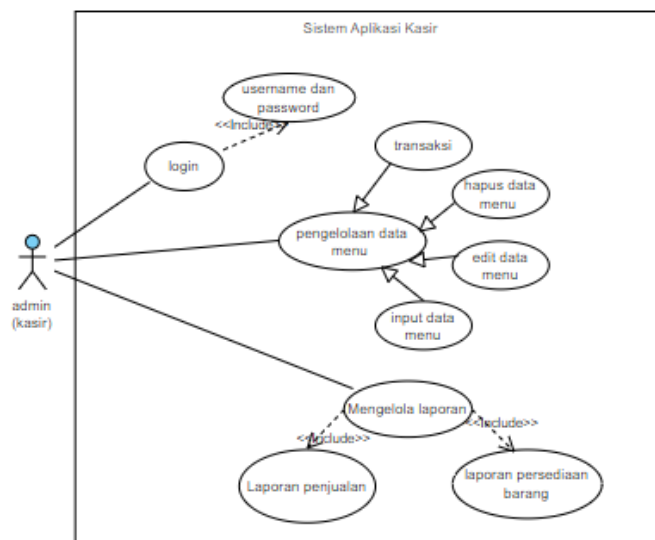 Sistem Aplikasi Kasir
username dan
password
<<Include>>
login
transaksi
hapus data
menu
pengelolaan data
menu
edit data
menu
input data
menu
admin
(kasir)
Mengelola laporan
<<Include>>
<<Include>>
Laporan penjualan
laporan persediaan
barang